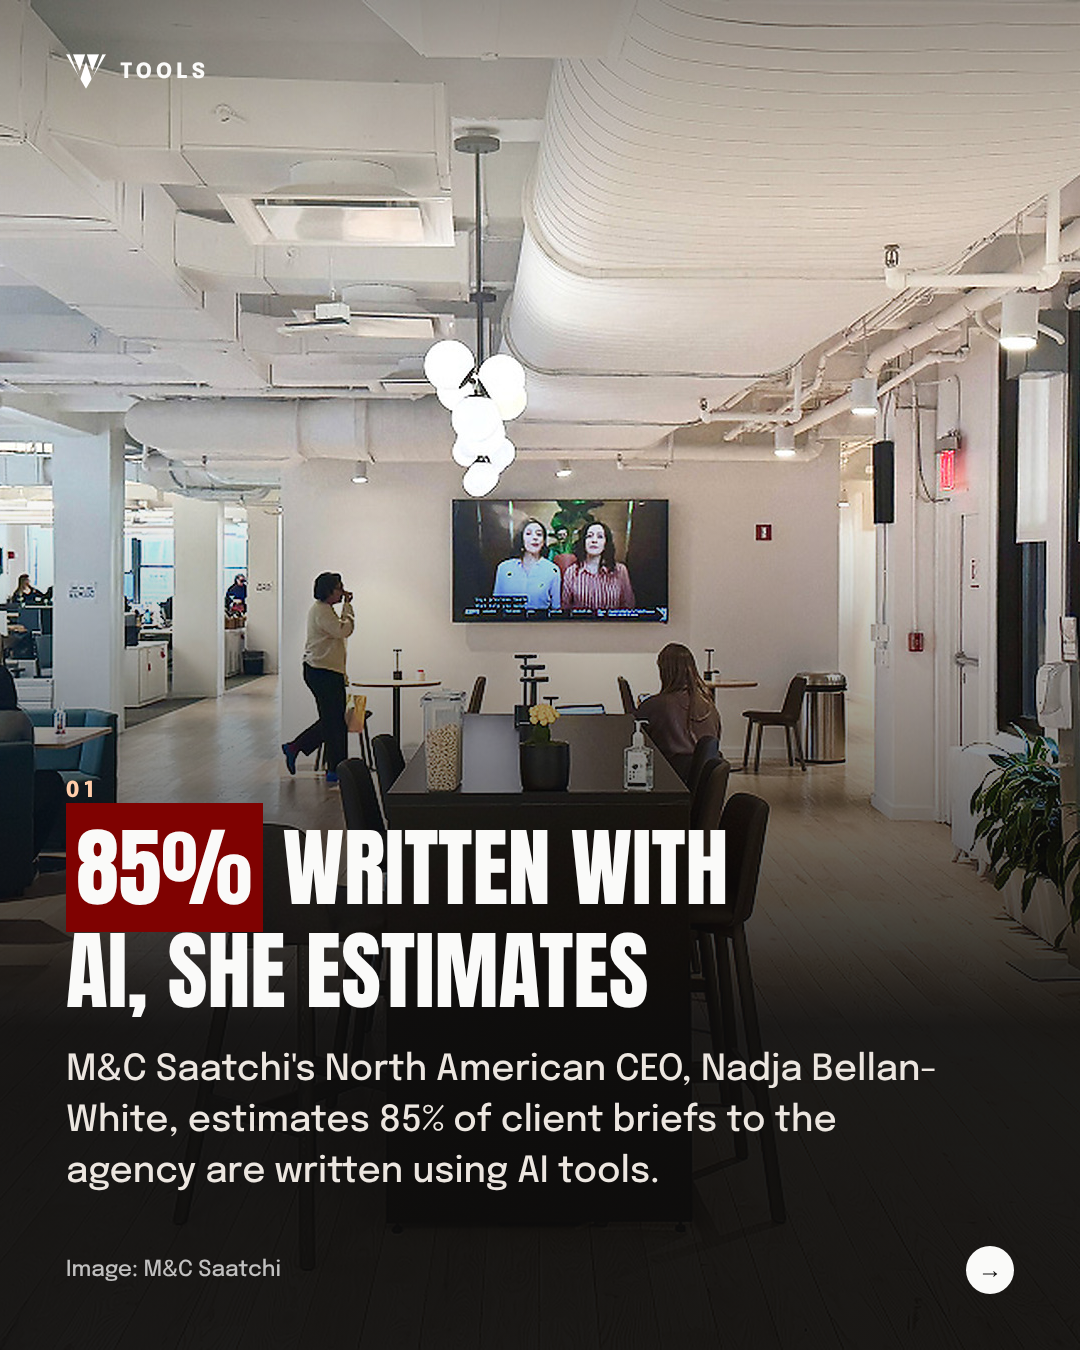 TOOLS
01
85% WRITTEN WITH
AI, SHE ESTIMATES
M&C Saatchi's North American CEO, Nadja Bellan-
White, estimates 85% of client briefs to the
agency are written using AI tools.
Image: M&C Saatchi
→